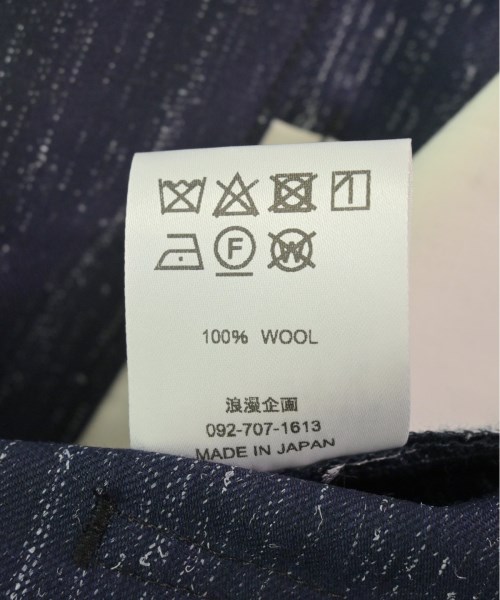 F W
100% WOOL
浪漫企画
092-707-1613
MADE IN JAPAN